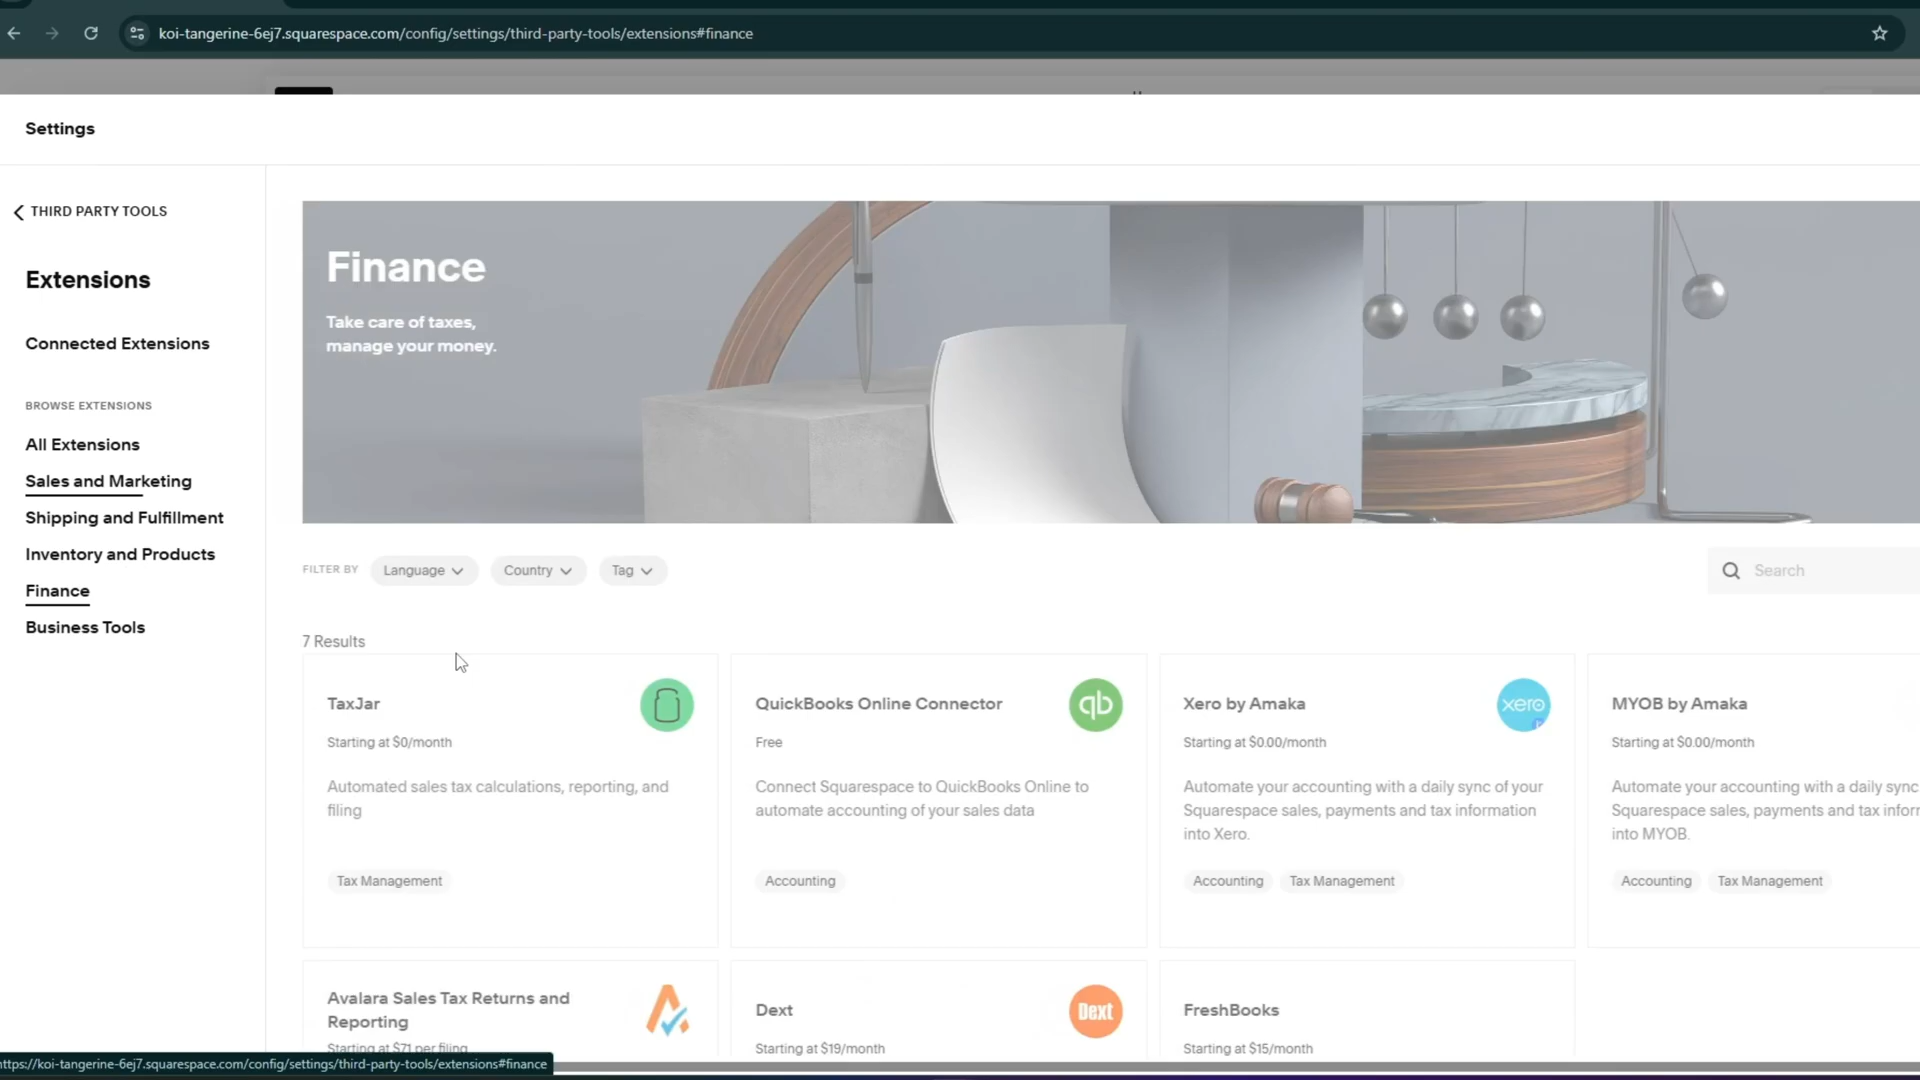 koi-tangerine-6ej7.squarespace.com/config/settings/third-party-tools/extensions#finance
Settings
THIRD PARTY TOOLS
Extensions
Connected Extensions
BROWSE EXTENSIONS
All Extensions
Sales and Marketing
Shipping and Fulfillment
Inventory and Products
Finance
Business Tools
Finance
Take care of taxes,
manage your money.
FILTER BY Language Country Tag
Search
7 Results
TaxJar
Starting at $0/month
Automated sales tax calculations, reporting, and
filing
Tax Management
QuickBooks Online Connector
qb
Free
Connect Squarespace to QuickBooks Online to
automate accounting of your sales data
Accounting
Xero by Amaka
xero
Starting at $0.00/month
Automate your accounting with a daily sync of your
Squarespace sales, payments and tax information
into Xero.
Accounting Tax Management
MYOB by Amaka
Starting at $0.00/month
Automate your accounting with a daily sync
Squarespace sales, payments and tax infor
into MYOB.
Accounting Tax Management
Avalara Sales Tax Returns and
Reporting
Starting at $71 per filing
Dext
Dext
Starting at $19/month
FreshBooks
Starting at $15/month
https://koi-tangerine-6ej7.squarespace.com/config/settings/third-party-tools/extensions#finance